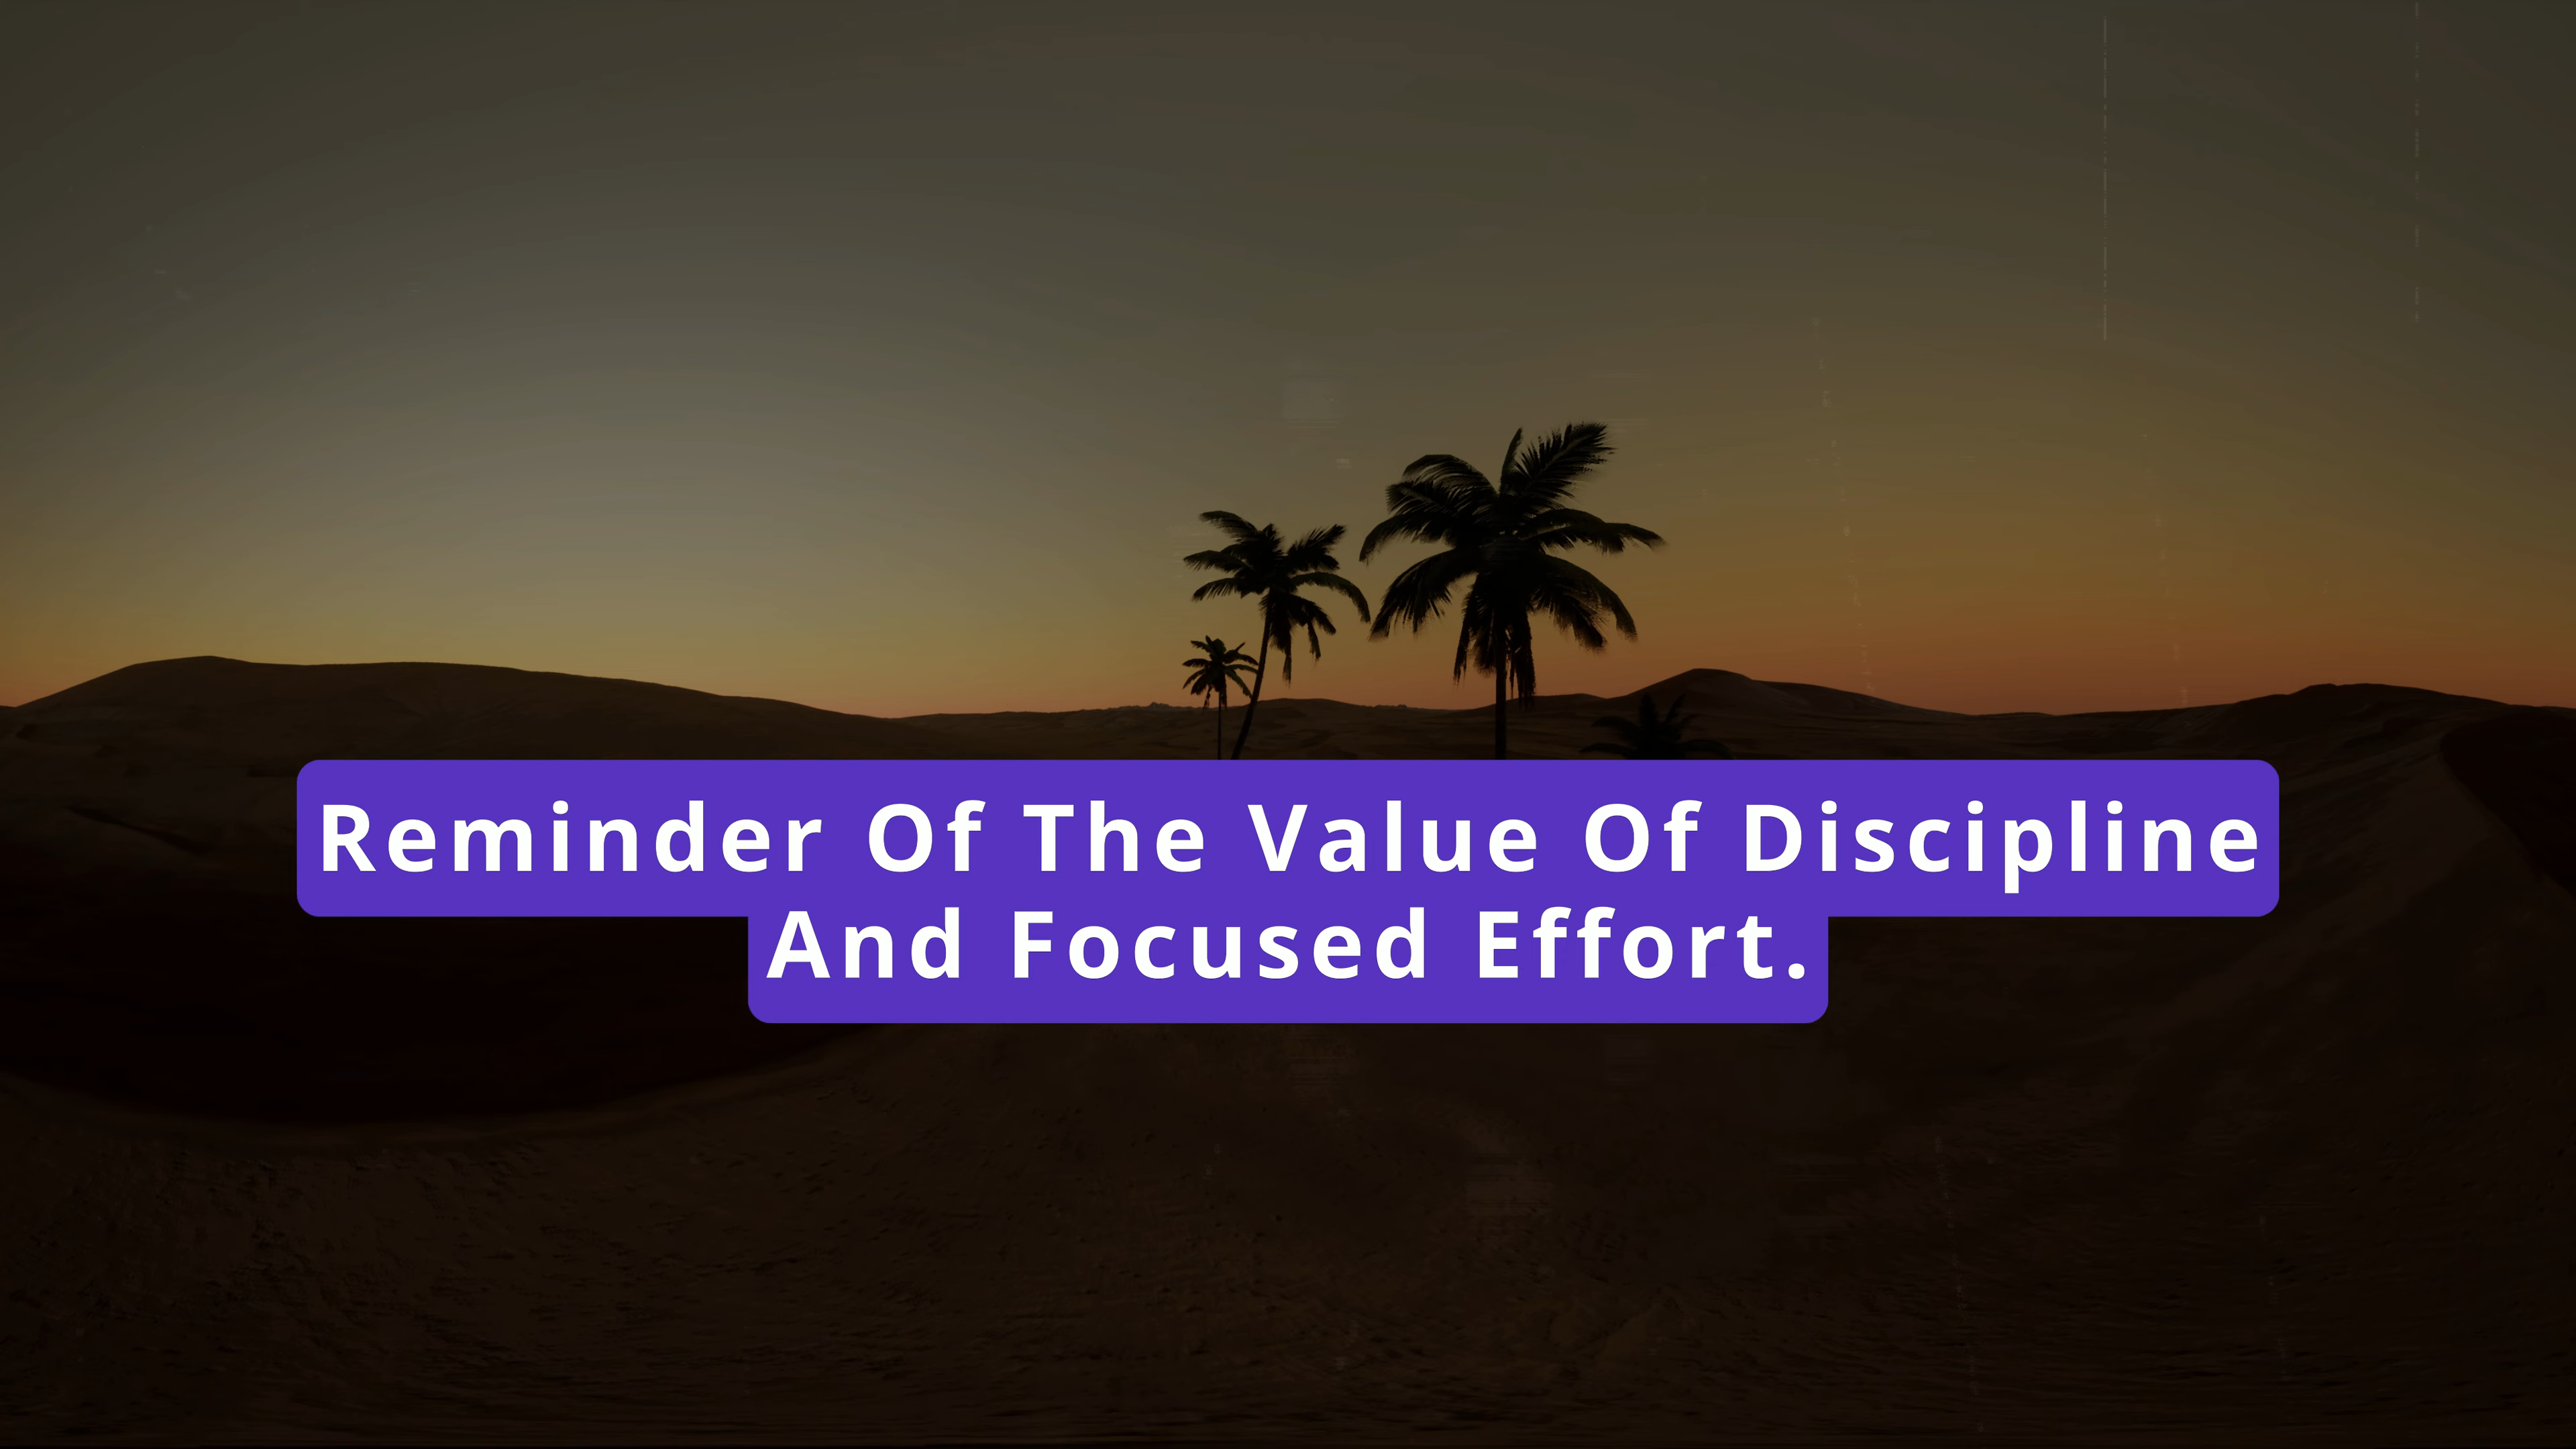 Reminder Of The Value Of Discipline
And Focused Effort.